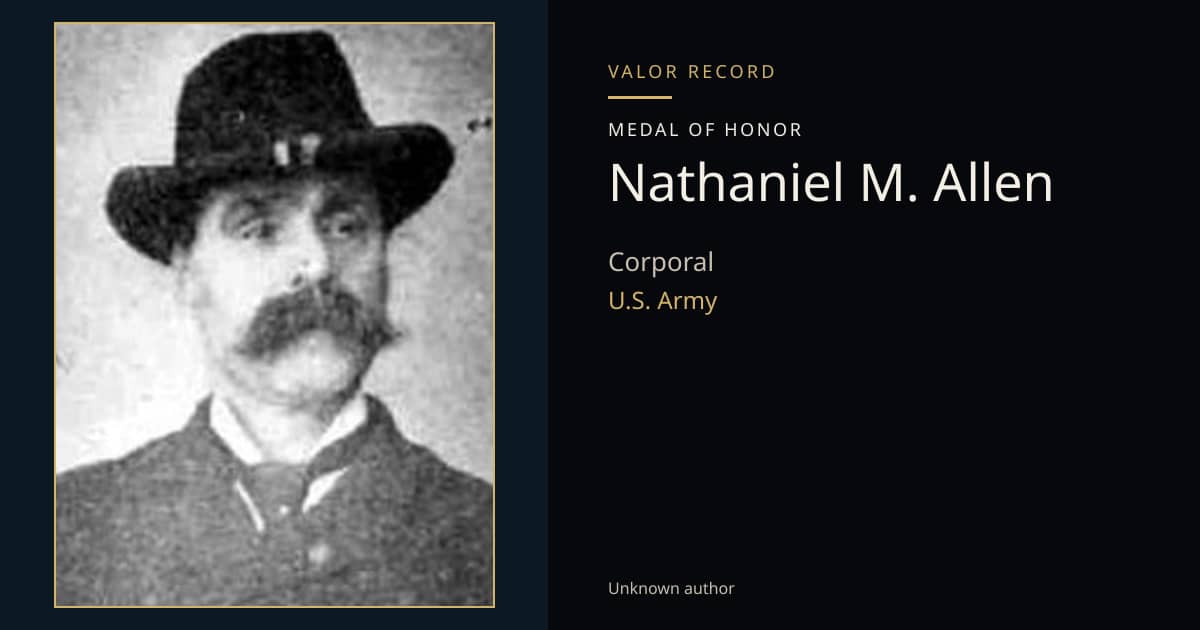 VALOR RECORD
MEDAL OF HONOR
Nathaniel M. Allen
Corporal
U.S. Army
Unknown author